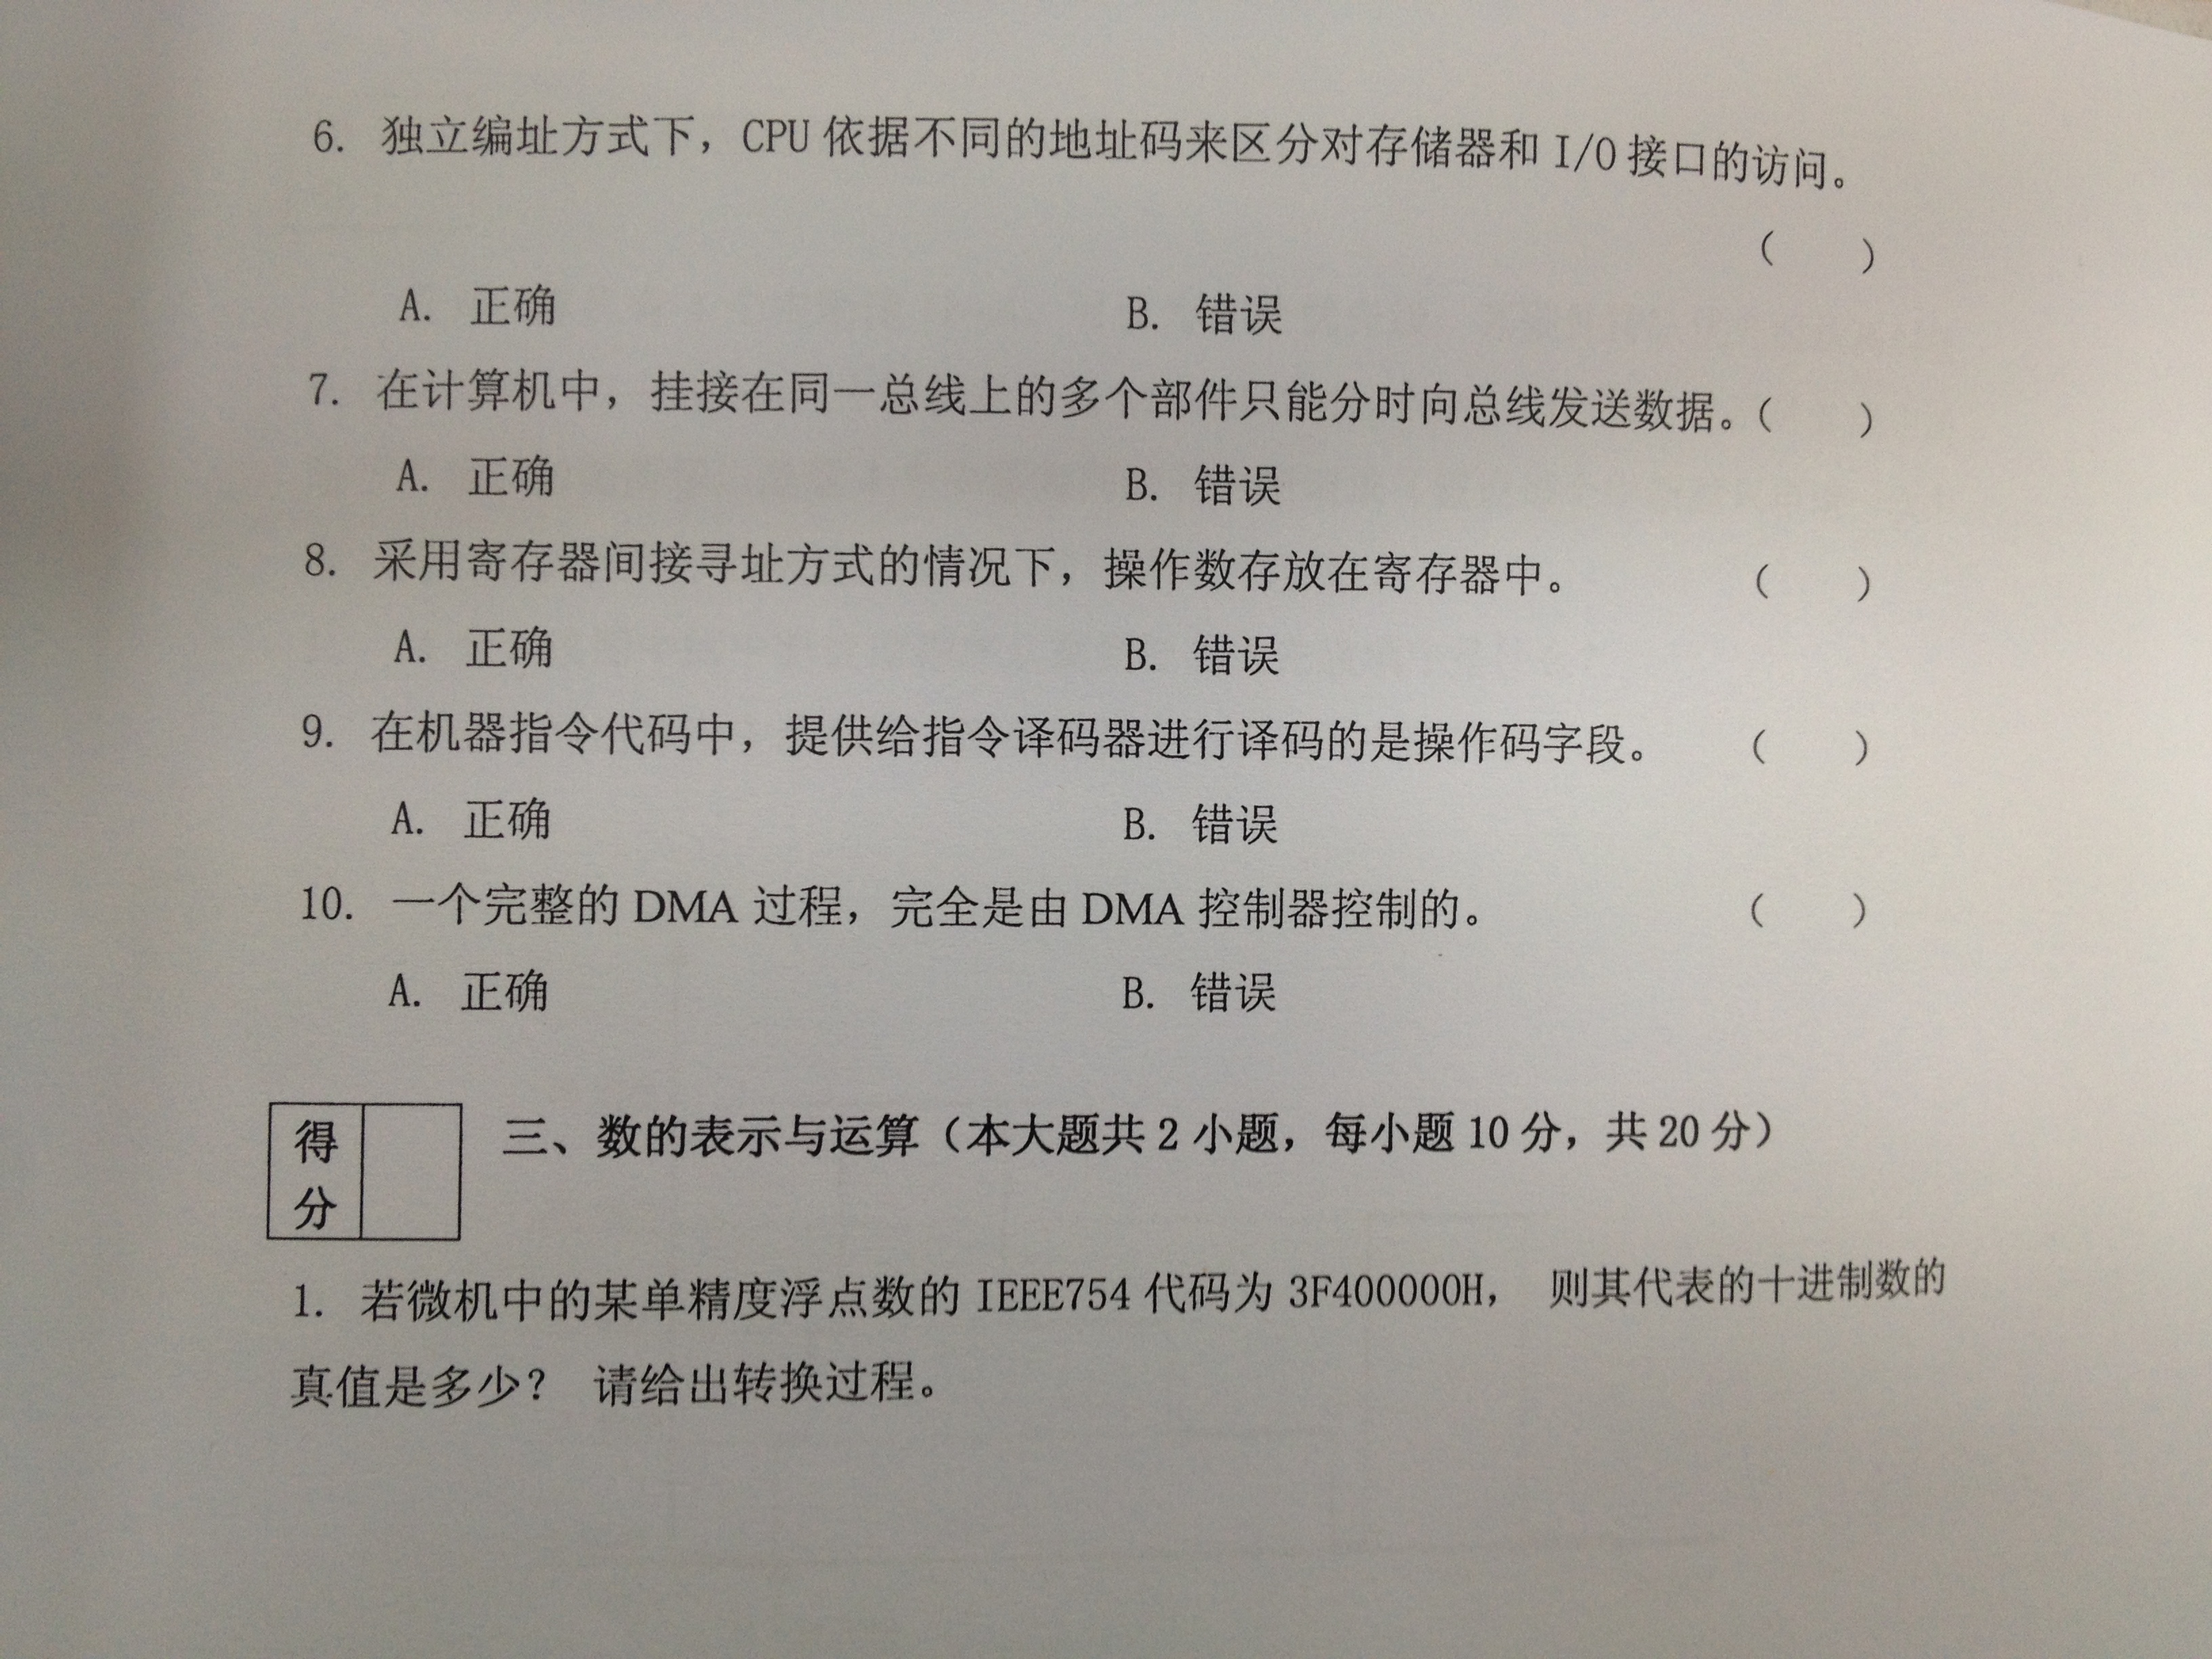 6. 独立编址方式下，CPU 依据不同的地址码来区分对存储器和 I/O 接口的访问。
（　　）
A. 正确　　B. 错误
7. 在计算机中，挂接在同一总线上的多个部件只能分时向总线发送数据。（　　）
A. 正确　　B. 错误
8. 采用寄存器间接寻址方式的情况下，操作数存放在寄存器中。（　　）
A. 正确　　B. 错误
9. 在机器指令代码中，提供给指令译码器进行译码的是操作码字段。（　　）
A. 正确　　B. 错误
10. 一个完整的 DMA 过程，完全是由 DMA 控制器控制的。（　　）
A. 正确　　B. 错误
得分
三、数的表示与运算（本大题共 2 小题，每小题 10 分，共 20 分）
1. 若微机中的某单精度浮点数的 IEEE754 代码为 3F400000H， 则其代表的十进制数的
真值是多少？ 请给出转换过程。